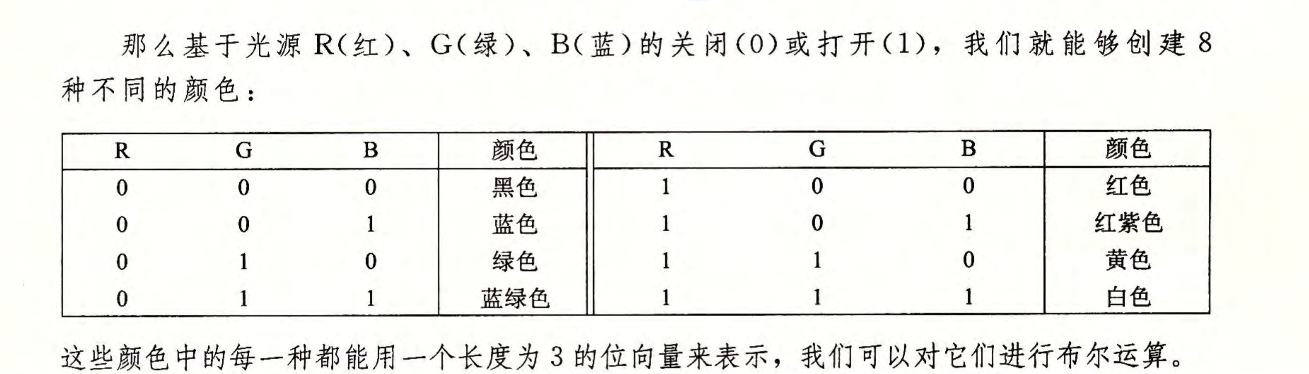 那么基于光源 R(红)、G(绿)、B(蓝)的关闭(0)或打开(1)，我们就能够创建 8
种不同的颜色：
R G B 颜色 R G B 颜色
0 0 0 黑色 1 0 0 红色
0 0 1 蓝色 1 0 1 红紫色
0 1 0 绿色 1 1 0 黄色
0 1 1 蓝绿色 1 1 1 白色
这些颜色中的每一种都能用一个长度为 3 的位向量来表示，我们可以对它们进行布尔运算。